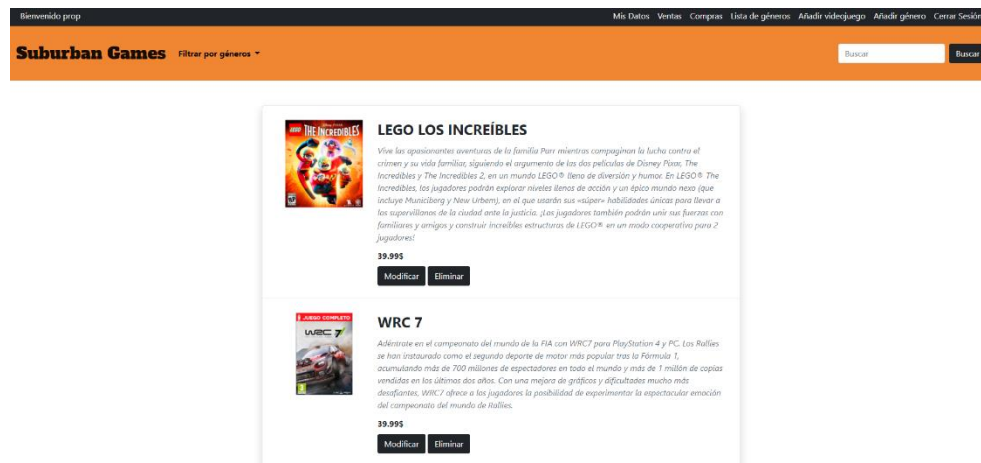 Bienvenido prop
Mis Datos Ventas Compras Lista de géneros Añadir videojuego Añadir género Cerrar Sesión
Suburban Games Filtrar por géneros
Buscar Buscar
LEGO THE INCREDIBLES
LEGO LOS INCREÍBLES
Vive las apasionantes aventuras de la familia Parr mientras compaginan la lucha contra el
crimen y su vida familiar, siguiendo el argumento de las dos películas de Disney Pixar, The
Incredibles y The Incredibles 2, en un mundo LEGO® lleno de diversión y humor. En LEGO® The
Incredibles, los jugadores podrán explorar niveles llenos de acción y un épico mundo nexo (que
incluye Municiberg y New Urbem), en el que usarán sus «súper» habilidades únicas para llevar a
los supervillanos de la ciudad ante la justicia. ¡Los jugadores también podrán unir sus fuerzas con
familiares y amigos y construir increíbles estructuras de LEGO® en un modo cooperativo para 2
jugadores!
39.99$
Modificar Eliminar
JUEGO COMPLETO
WRC 7
WRC 7
Adéntrate en el campeonato del mundo de la FIA con WRC7 para PlayStation 4 y PC. Los Rallies
se han instaurado como el segundo deporte de motor más popular tras la Fórmula 1,
acumulando más de 700 millones de espectadores en todo el mundo y más de 1 millón de copias
vendidas en los últimos dos años. Con una mejora de gráficos y dificultades mucho más
desafiantes, WRC7 ofrece a los jugadores la posibilidad de experimentar la espectacular emoción
del campeonato del mundo de Rallies.
39.99$
Modificar Eliminar